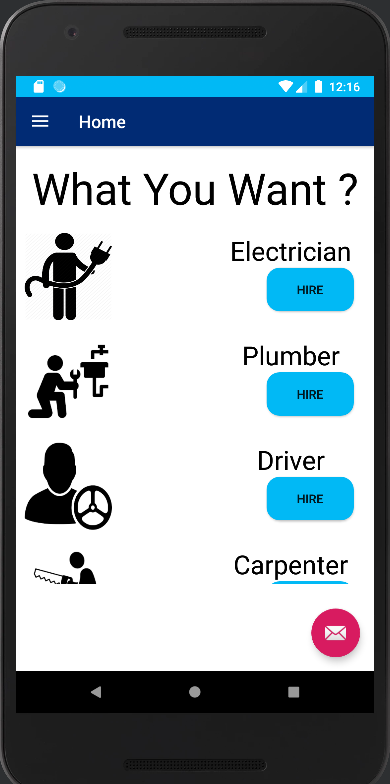 12:16
Home
What You Want ?
Electrician
HIRE
Plumber
HIRE
Driver
HIRE
Carpenter